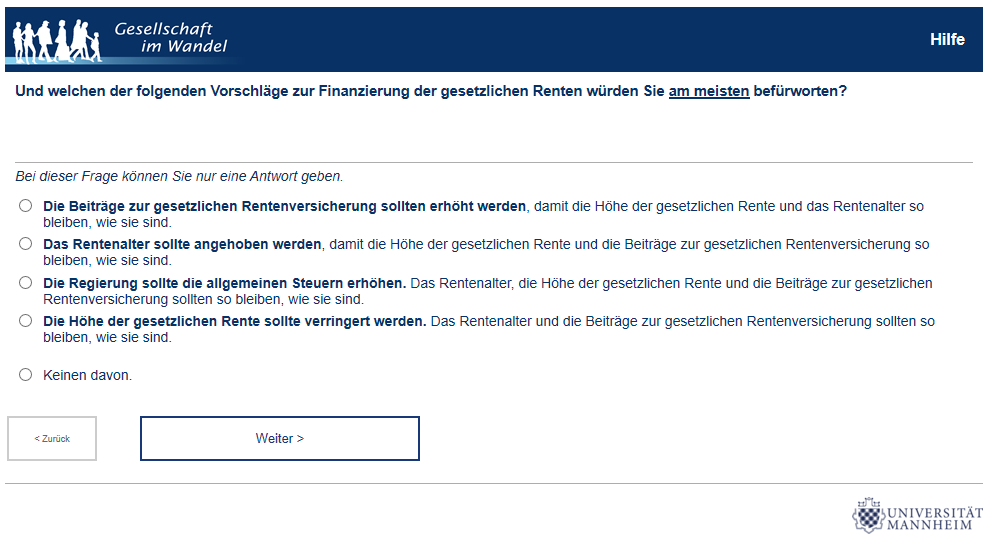 Gesellschaft
im Wandel
Hilfe
Und welchen der folgenden Vorschläge zur Finanzierung der gesetzlichen Renten würden Sie am meisten befürworten?
Bei dieser Frage können Sie nur eine Antwort geben.
Die Beiträge zur gesetzlichen Rentenversicherung sollten erhöht werden, damit die Höhe der gesetzlichen Rente und das Rentenalter so
bleiben, wie sie sind.
Das Rentenalter sollte angehoben werden, damit die Höhe der gesetzlichen Rente und die Beiträge zur gesetzlichen Rentenversicherung so
bleiben, wie sie sind.
Die Regierung sollte die allgemeinen Steuern erhöhen. Das Rentenalter, die Höhe der gesetzlichen Rente und die Beiträge zur gesetzlichen
Rentenversicherung sollten so bleiben, wie sie sind.
Die Höhe der gesetzlichen Rente sollte verringert werden. Das Rentenalter und die Beiträge zur gesetzlichen Rentenversicherung sollten so
bleiben, wie sie sind.
Keinen davon.
< Zurück
Weiter >
UNIVERSITÄT
MANNHEIM